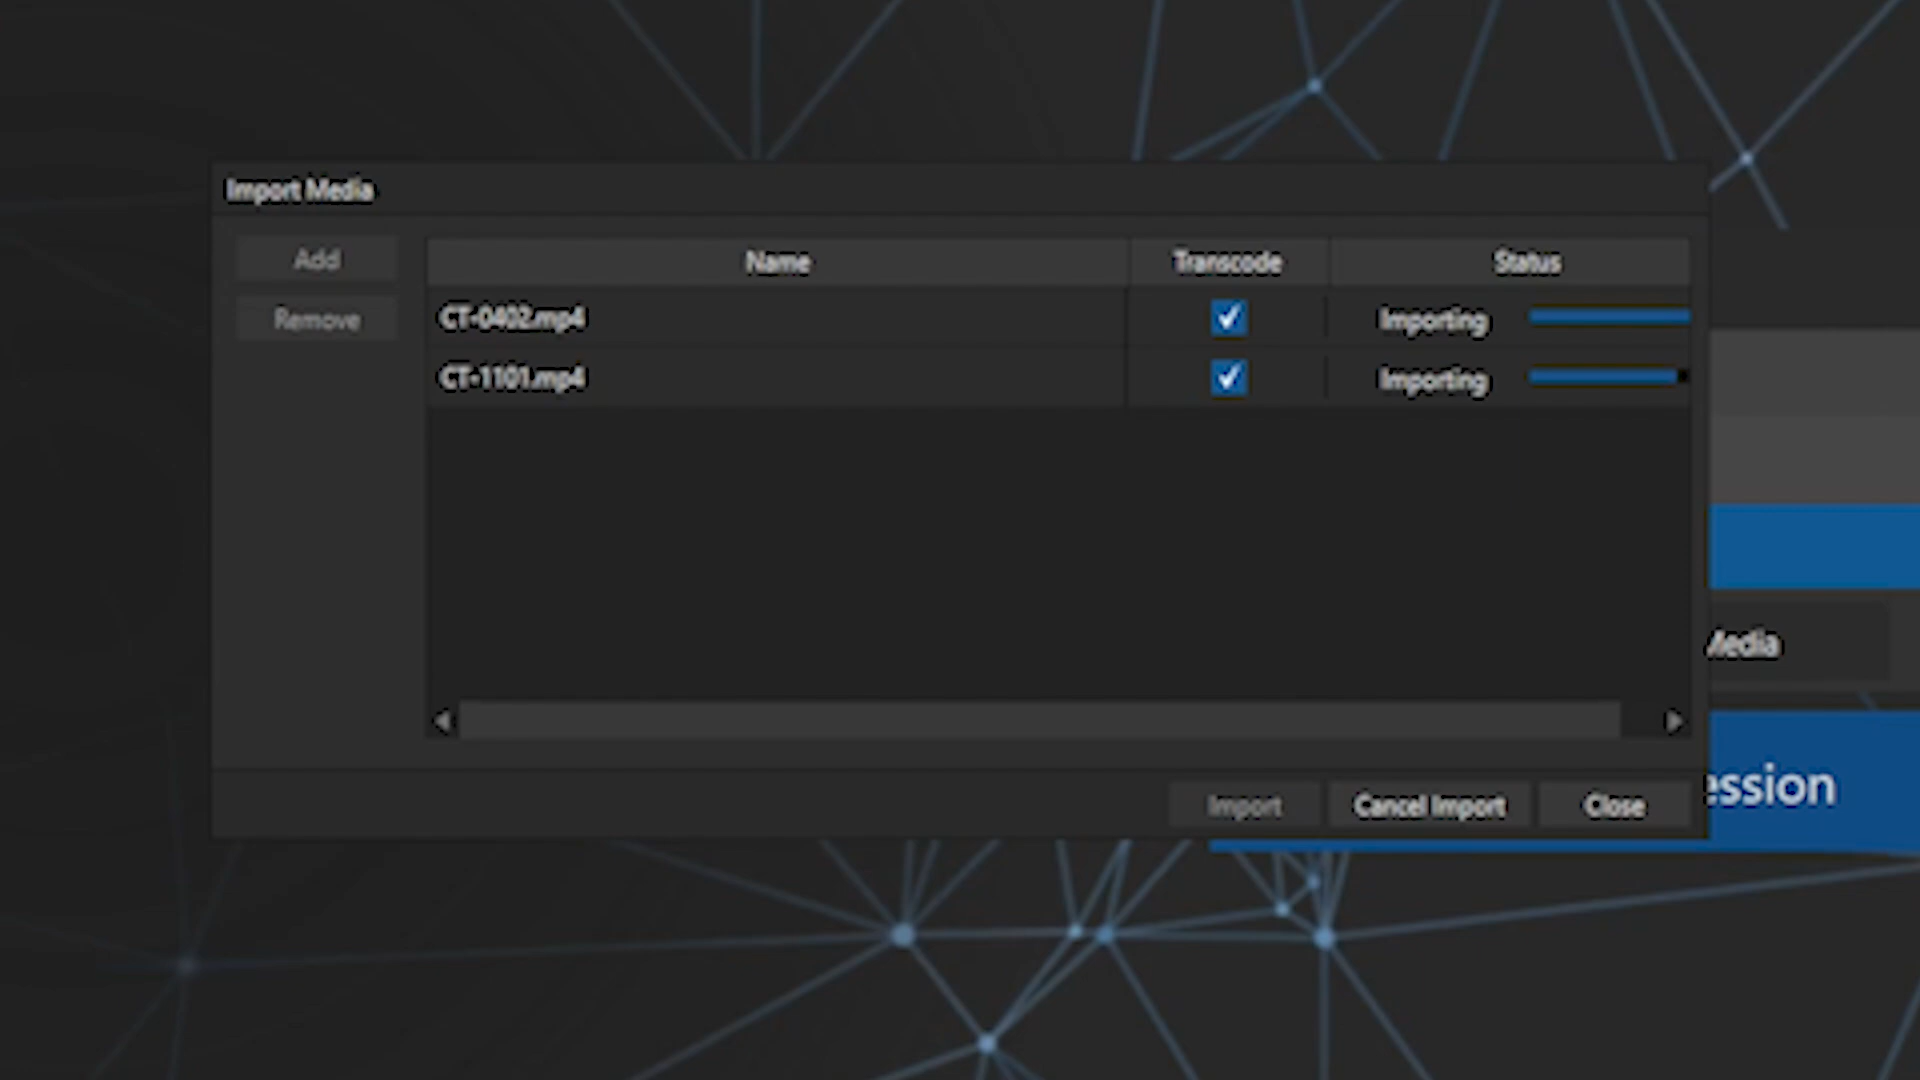 Import Media
Add
Remove
Name Transcode Status
CT-0402.mp4 Importing
CT-1101.mp4 Importing
Media
ession
Import Cancel Import Close